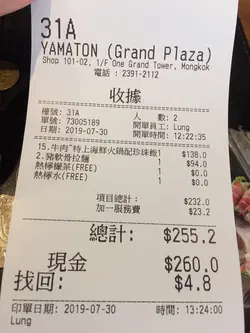 31A
YAMATON (Grand Plaza)
Shop 101-02, 1/F One Grand Tower, Mongkok
電話 : 2391-2112
收據
檯號: 31A 人 數: 2
單號: 73005189 開單員工: Lung
日期: 2019-07-30 開單時間: 12:22:35
15.牛肉"特上海鮮火鍋配珍珠飯1 $138.0
2.豬軟骨拉麵 1 $94.0
熱檸撈茶(FREE) 1 $0.0
熱檸水(FREE) 1 $0.0
項目總計: $232.0
加一服務費 $23.2
總計: $255.2
現金 $260.0
找回: $4.8
印單日期: 2019-07-30 時間: 13:24:00
Lung